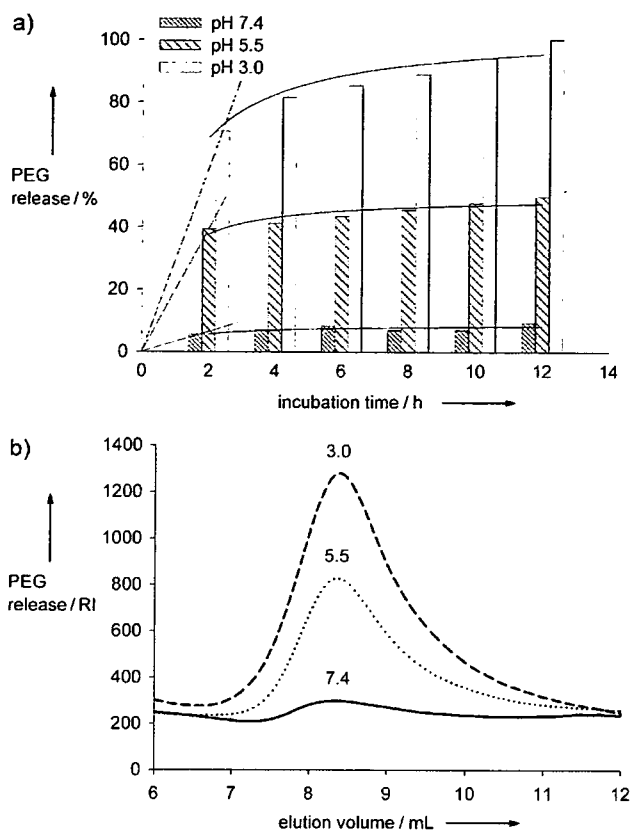 a)
pH 7.4
pH 5.5
pH 3.0
100
80
60
40
20
0
PEG
release / %
0 2 4 6 8 10 12 14
incubation time / h
b)
1400
1200
1000
800
600
400
200
0
PEG
release / RI
3.0
5.5
7.4
6 7 8 9 10 11 12
elution volume / mL